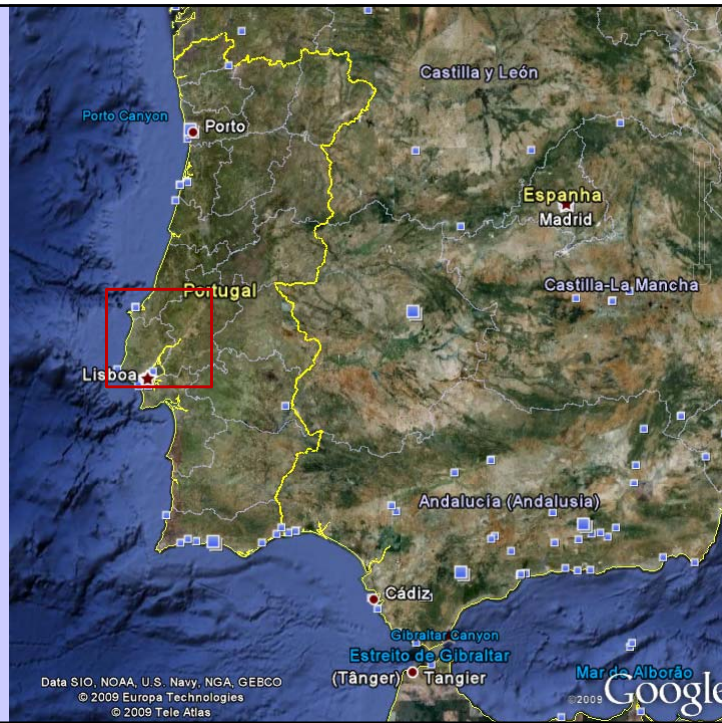 Castilla y León
Porto Canyon
Porto
Espanha
Madrid
Castilla-La Mancha
Portugal
Lisboa
Andalucía (Andalusia)
Cádiz
Gibraltar Canyon
Estreito de Gibraltar
(Tânger) Tangier
Mar de Alborão
Data SIO, NOAA, U.S. Navy, NGA, GEBCO
© 2009 Europa Technologies
© 2009 Tele Atlas
©2009 Google